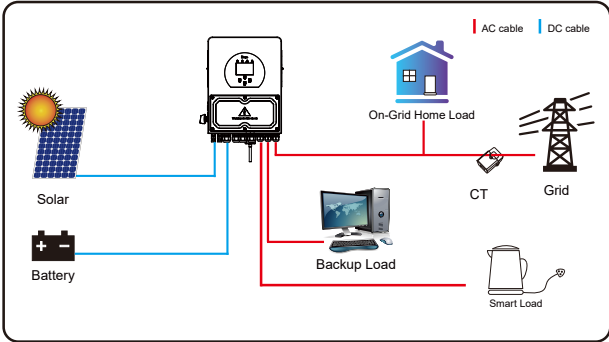 AC cable
DC cable
On-Grid Home Load
Solar
CT
Grid
Battery
Backup Load
Smart Load